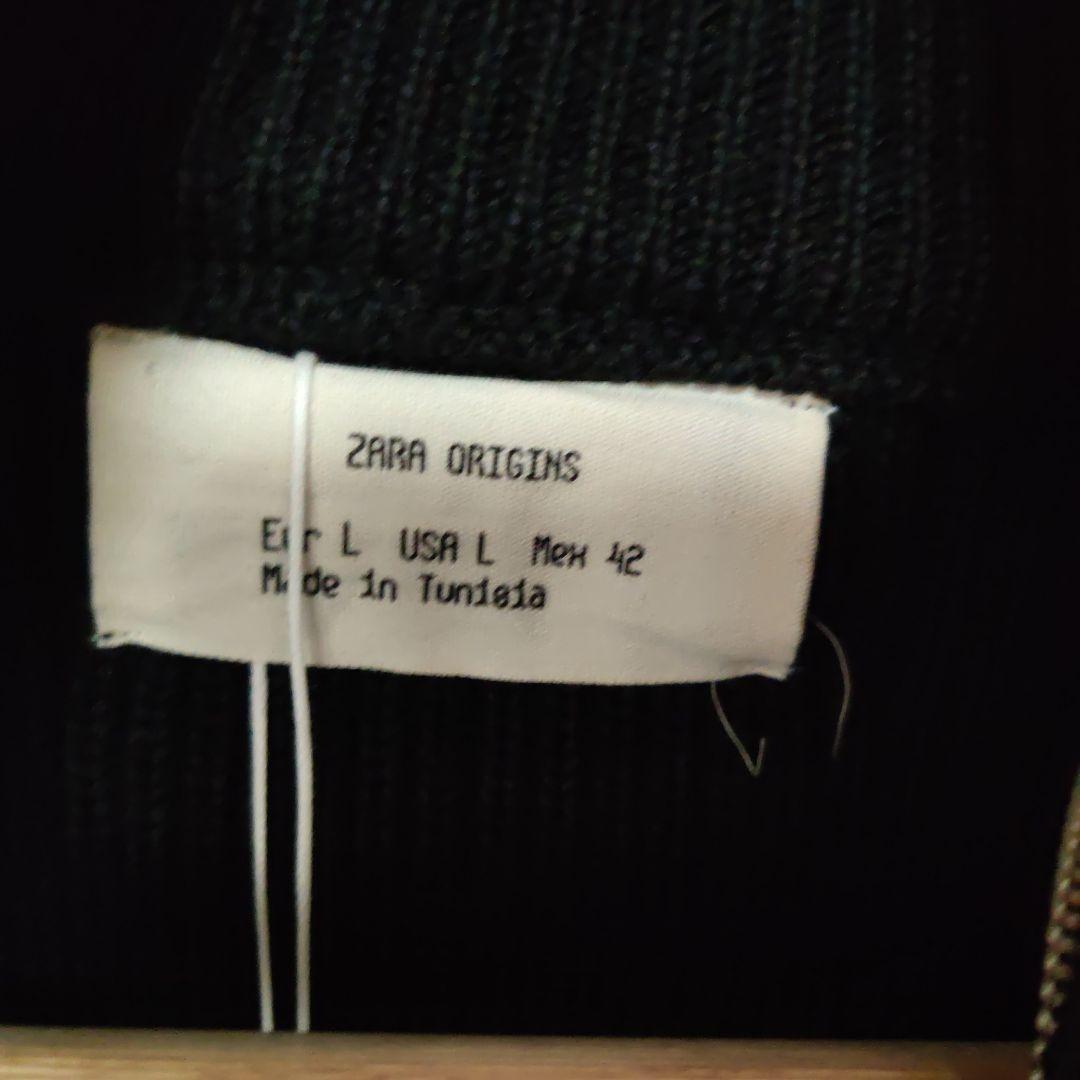 ZARA ORIGINS
Eur L USA L Mex 42
Made in Tunisia